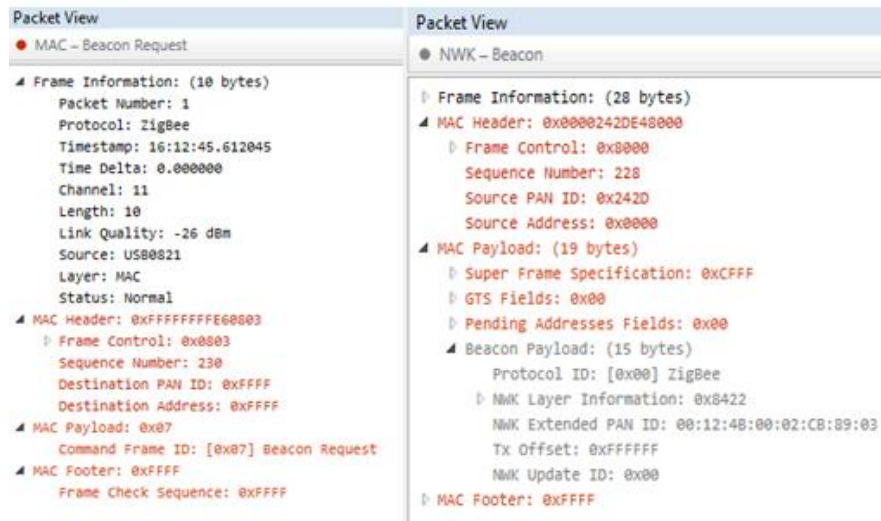 Packet View
MAC – Beacon Request
Frame Information: (10 bytes)
Packet Number: 1
Protocol: ZigBee
Timestamp: 16:12:45.612045
Time Delta: 0.000000
Channel: 11
Length: 10
Link Quality: -26 dBm
Source: USB0821
Layer: MAC
Status: Normal
MAC Header: 0xFFFFFFFFE60803
Frame Control: 0x0803
Sequence Number: 230
Destination PAN ID: 0xFFFF
Destination Address: 0xFFFF
MAC Payload: 0x07
Command Frame ID: [0x07] Beacon Request
MAC Footer: 0xFFFF
Frame Check Sequence: 0xFFFF
Packet View
NWK – Beacon
Frame Information: (28 bytes)
MAC Header: 0x0000242DE48000
Frame Control: 0x8000
Sequence Number: 228
Source PAN ID: 0x242D
Source Address: 0x0000
MAC Payload: (19 bytes)
Super Frame Specification: 0xCFFF
GTS Fields: 0x00
Pending Addresses Fields: 0x00
Beacon Payload: (15 bytes)
Protocol ID: [0x00] ZigBee
NWK Layer Information: 0x8422
NWK Extended PAN ID: 00:12:4B:00:02:CB:89:03
Tx Offset: 0xFFFFFF
NWK Update ID: 0x00
MAC Footer: 0xFFFF